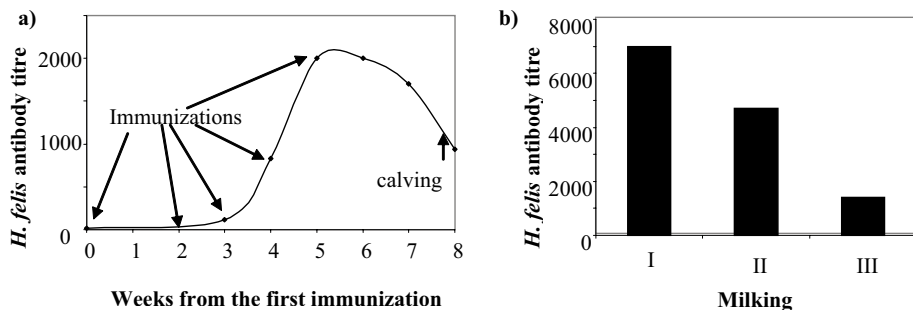 a)
H. felis antibody titre
2000
1000
0
Immunizations
calving
0 1 2 3 4 5 6 7 8
Weeks from the first immunization
b)
H. felis antibody titre
8000
6000
4000
2000
0
I II III
Milking